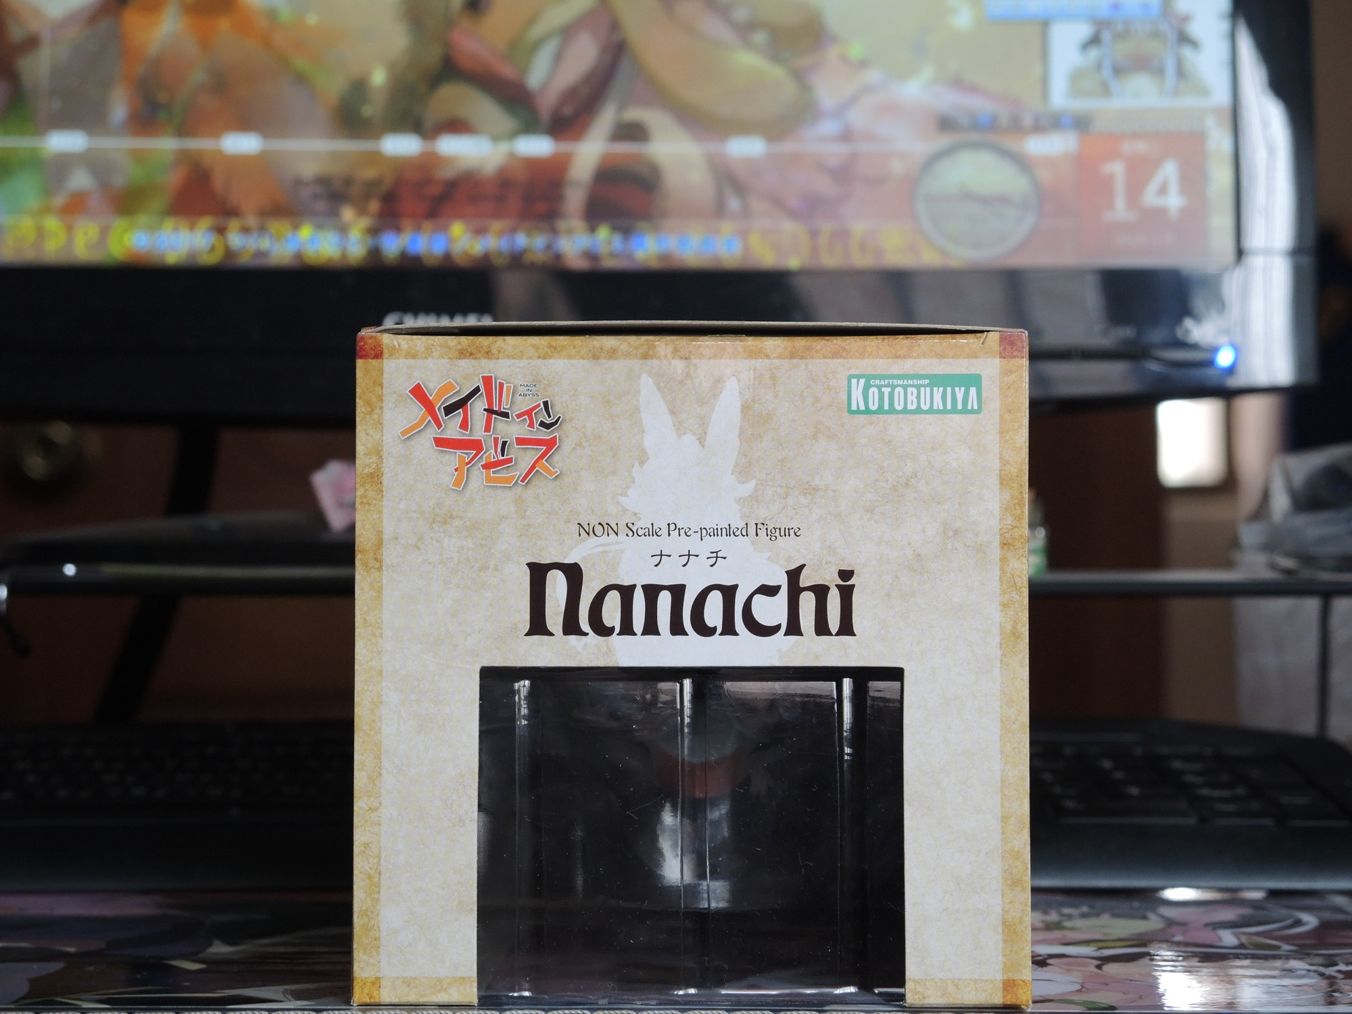 14
メイドインアビス
MADE
IN
ABYSS
CRAFTSMANSHIP
KOTOBUKIYA
NON Scale Pre-painted Figure
ナナチ
Nanachi